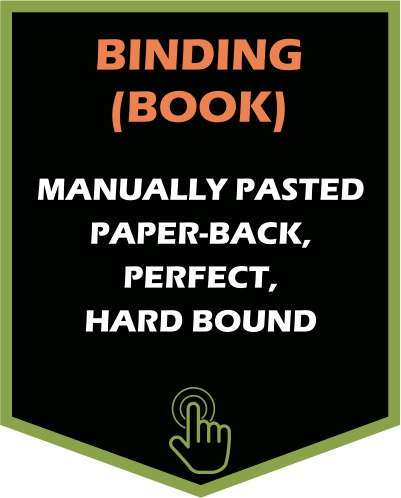 BINDING
(BOOK)
MANUALLY PASTED
PAPER-BACK,
PERFECT,
HARD BOUND